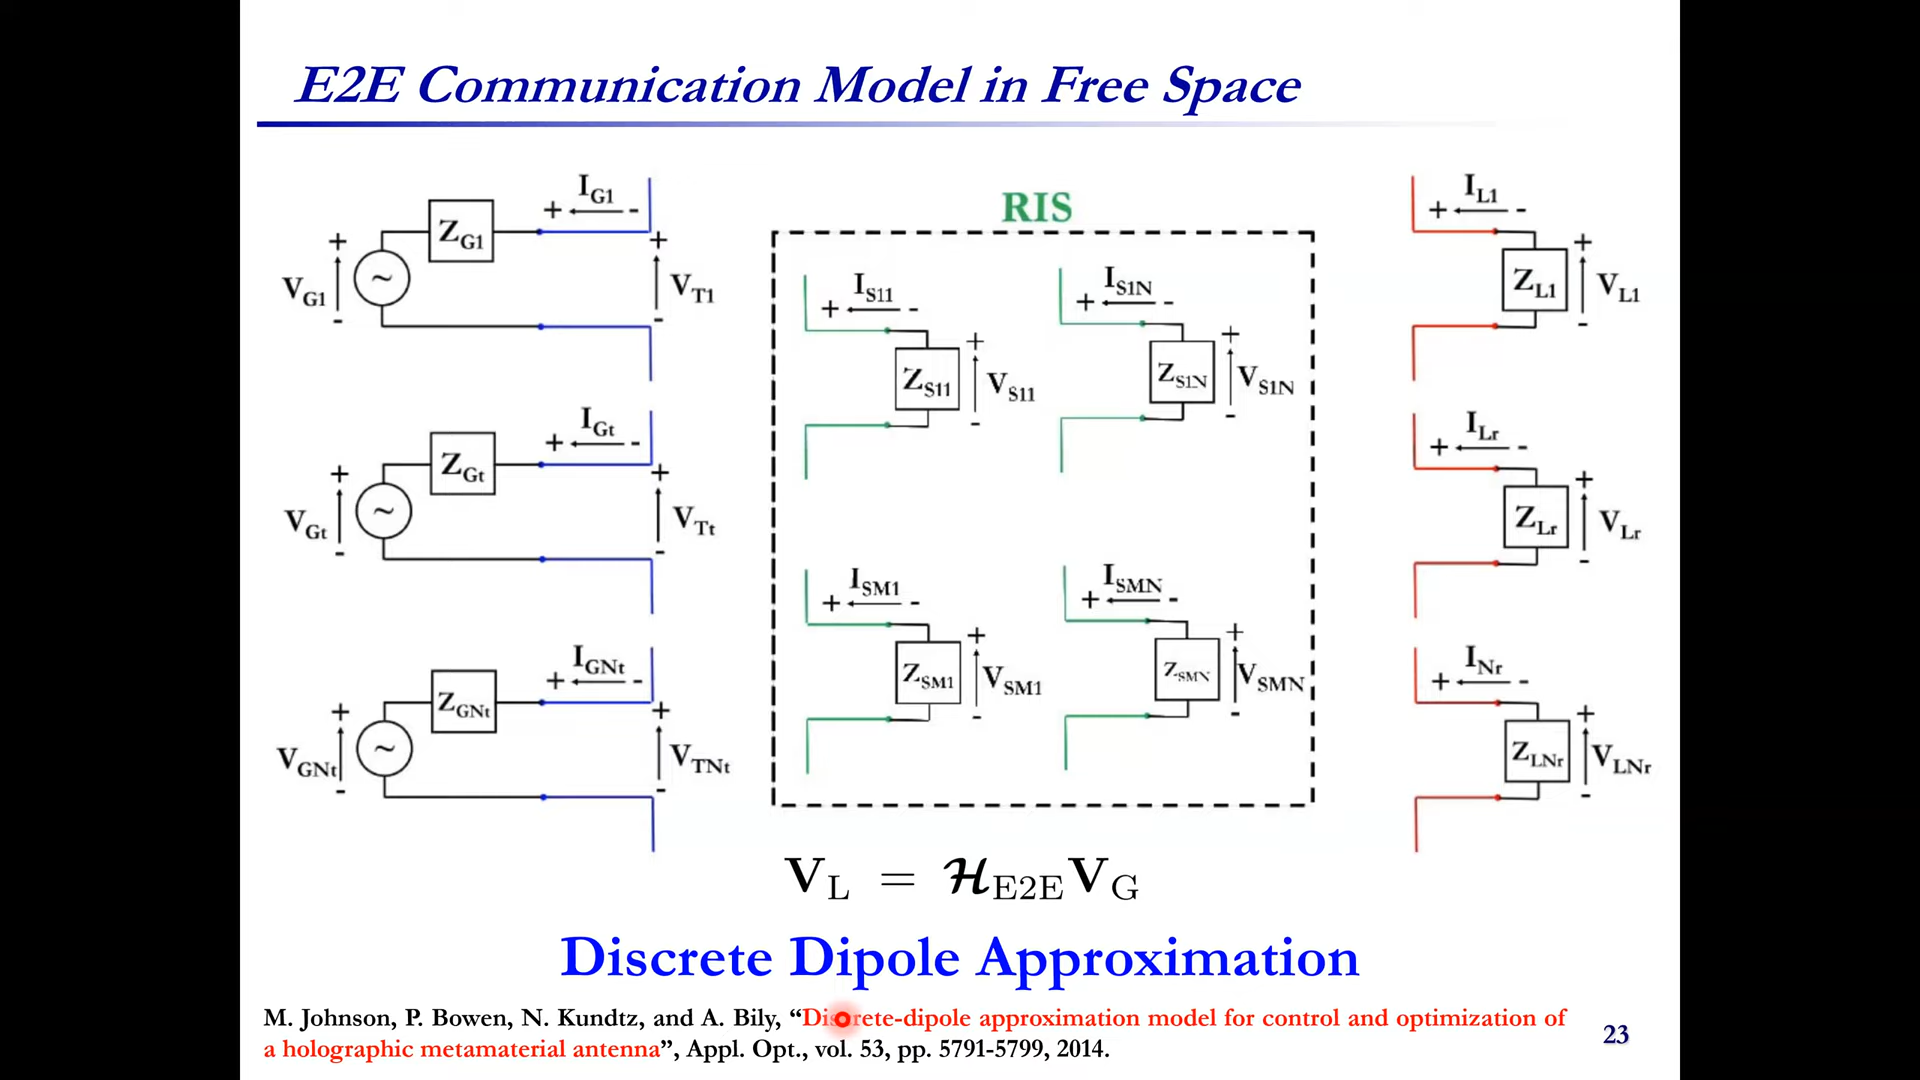 E2E Communication Model in Free Space
I_G1
+ -
Z_G1
+
V_G1
-
~
+
V_T1
-
I_Gt
+ -
Z_Gt
+
V_Gt
-
~
+
V_Tt
-
I_GNt
+ -
Z_GNt
+
V_GNt
-
~
+
V_TNt
-
RIS
I_S11
+ -
Z_S11
+
V_S11
-
I_S1N
+ -
Z_S1N
+
V_S1N
-
I_SM1
+ -
Z_SM1
+
V_SM1
-
I_SMN
+ -
Z_SMN
+
V_SMN
-
I_L1
+ -
Z_L1
+
V_L1
-
I_Lr
+ -
Z_Lr
+
V_Lr
-
I_Nr
+ -
Z_LNr
+
V_LNr
-
V_L = H_E2E V_G
Discrete Dipole Approximation
M. Johnson, P. Bowen, N. Kundtz, and A. Bily, “Discrete-dipole approximation model for control and optimization of
a holographic metamaterial antenna”, Appl. Opt., vol. 53, pp. 5791-5799, 2014.
23